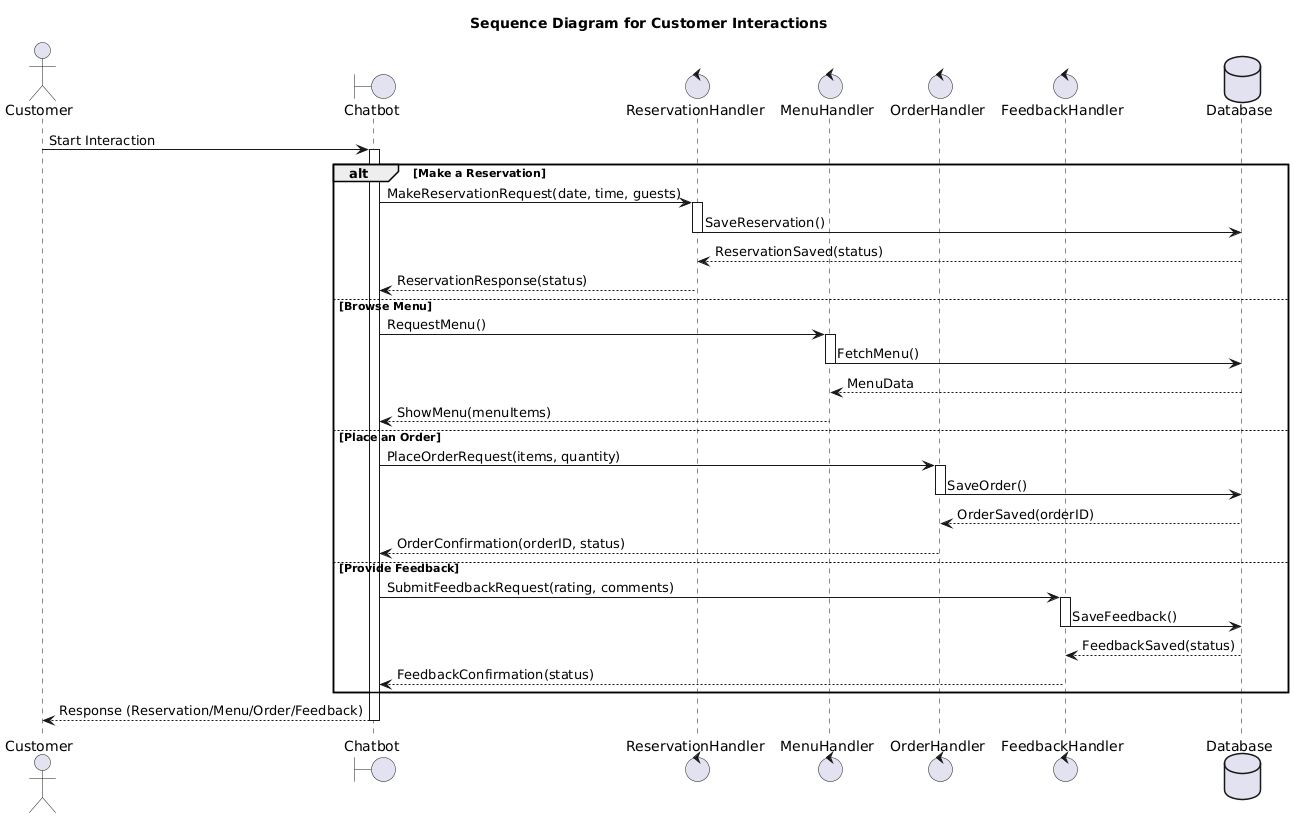 Sequence Diagram for Customer Interactions
Customer Chatbot ReservationHandler MenuHandler OrderHandler FeedbackHandler Database
Start Interaction
alt [Make a Reservation]
MakeReservationRequest(date, time, guests)
SaveReservation()
ReservationSaved(status)
ReservationResponse(status)
[Browse Menu]
RequestMenu()
FetchMenu()
MenuData
ShowMenu(menuItems)
[Place an Order]
PlaceOrderRequest(items, quantity)
SaveOrder()
OrderSaved(orderID)
OrderConfirmation(orderID, status)
[Provide Feedback]
SubmitFeedbackRequest(rating, comments)
SaveFeedback()
FeedbackSaved(status)
FeedbackConfirmation(status)
Response (Reservation/Menu/Order/Feedback)
Customer Chatbot ReservationHandler MenuHandler OrderHandler FeedbackHandler Database